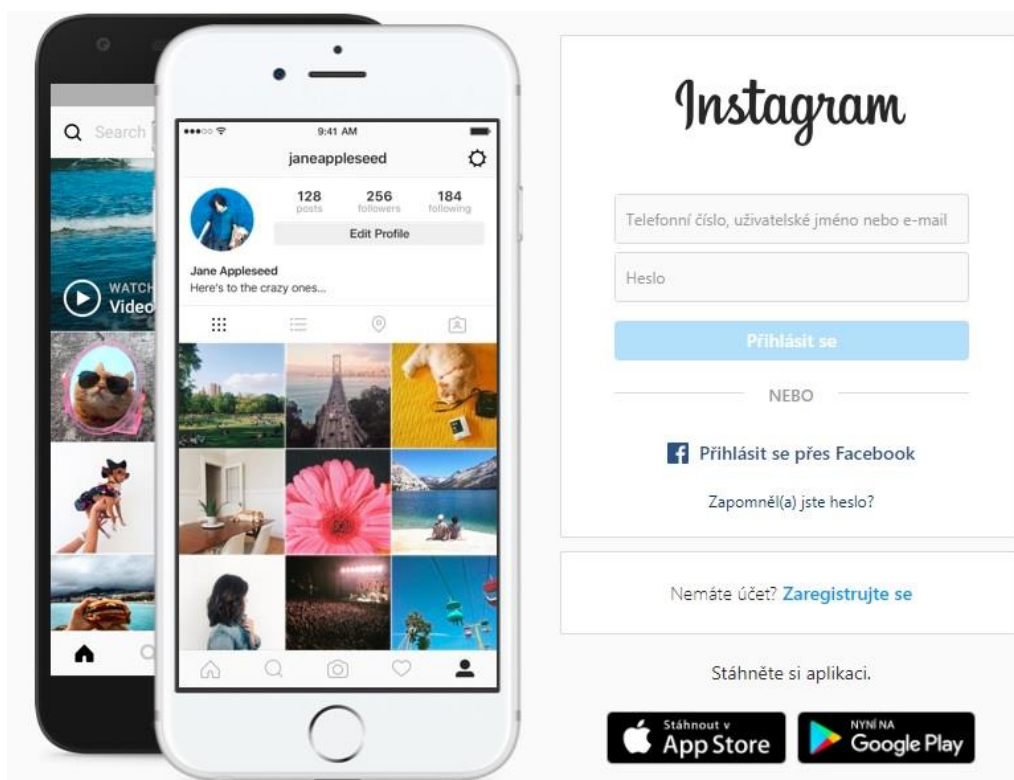 Search
WATCH
Video
9:41 AM
janeappleseed
128 256 184
posts followers following
Edit Profile
Jane Appleseed
Here's to the crazy ones...
Instagram
Telefonní číslo, uživatelské jméno nebo e-mail
Heslo
Přihlásit se
NEBO
Přihlásit se přes Facebook
Zapomněl(a) jste heslo?
Nemáte účet? Zaregistrujte se
Stáhněte si aplikaci.
Stáhnout v
App Store
NYNÍ NA
Google Play